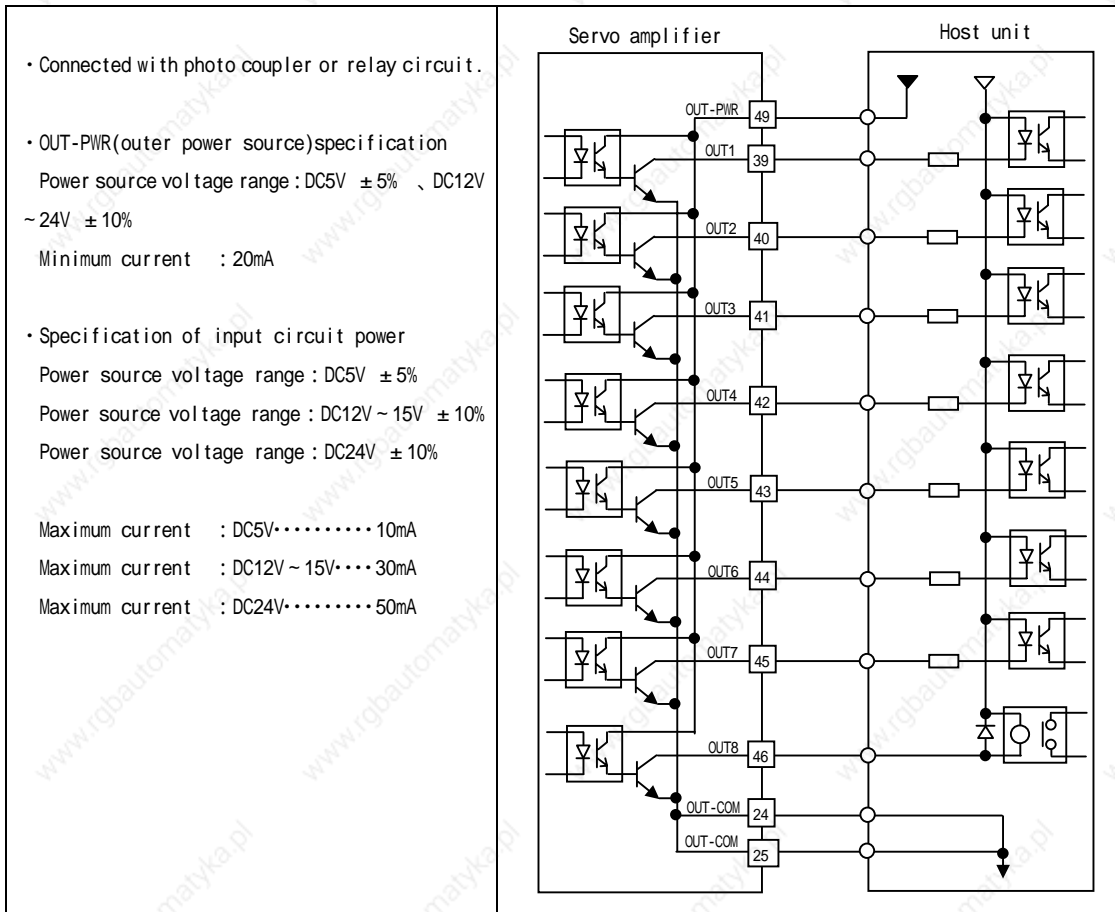 ・Connected with photo coupler or relay circuit.
・OUT-PWR(outer power source)specification
Power source voltage range：DC5V ±5% 、DC12V
~24V ±10%
Minimum current ：20mA
・Specification of input circuit power
Power source voltage range：DC5V ±5%
Power source voltage range：DC12V~15V ±10%
Power source voltage range：DC24V ±10%
Maximum current ：DC5V・・・・・・・・・・10mA
Maximum current ：DC12V~15V・・・・30mA
Maximum current ：DC24V・・・・・・・・・50mA
Servo amplifier
Host unit
OUT-PWR 49
OUT1 39
OUT2 40
OUT3 41
OUT4 42
OUT5 43
OUT6 44
OUT7 45
OUT8 46
OUT-COM 24
OUT-COM 25
www.rgbautomatyka.pl